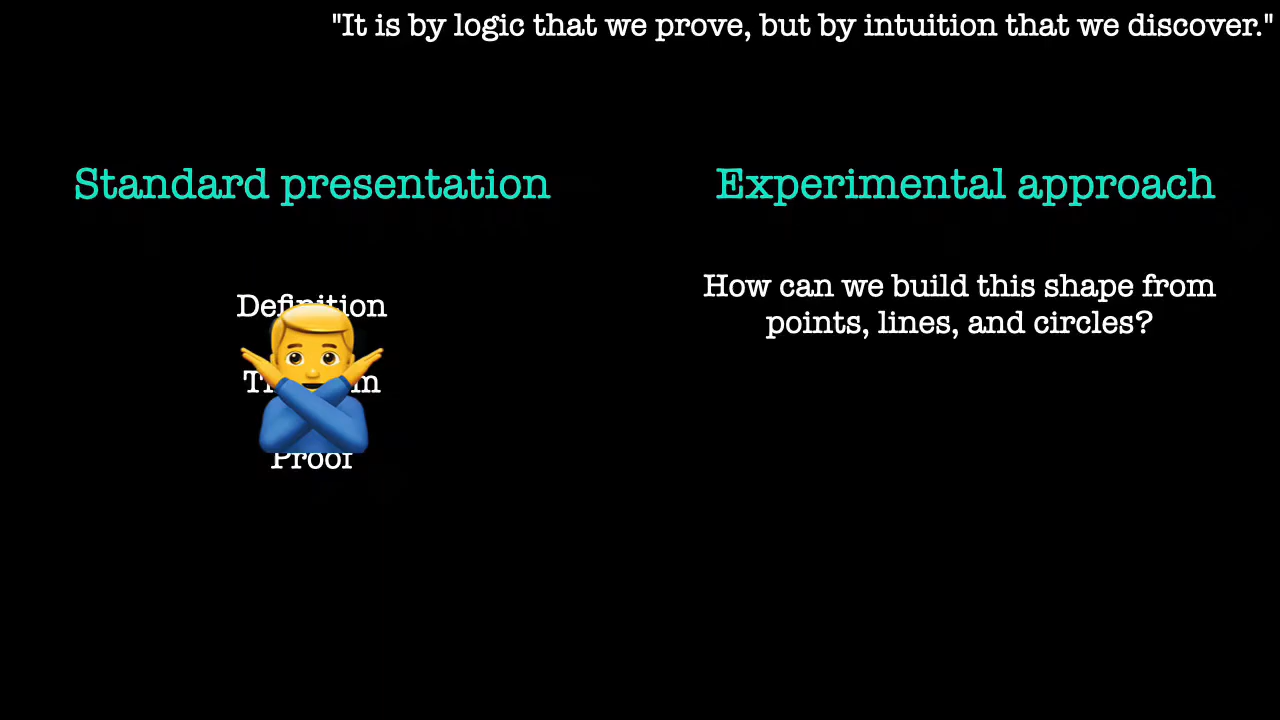 "It is by logic that we prove, but by intuition that we discover."
Standard presentation
Experimental approach
Definition
Proof
How can we build this shape from
points, lines, and circles?